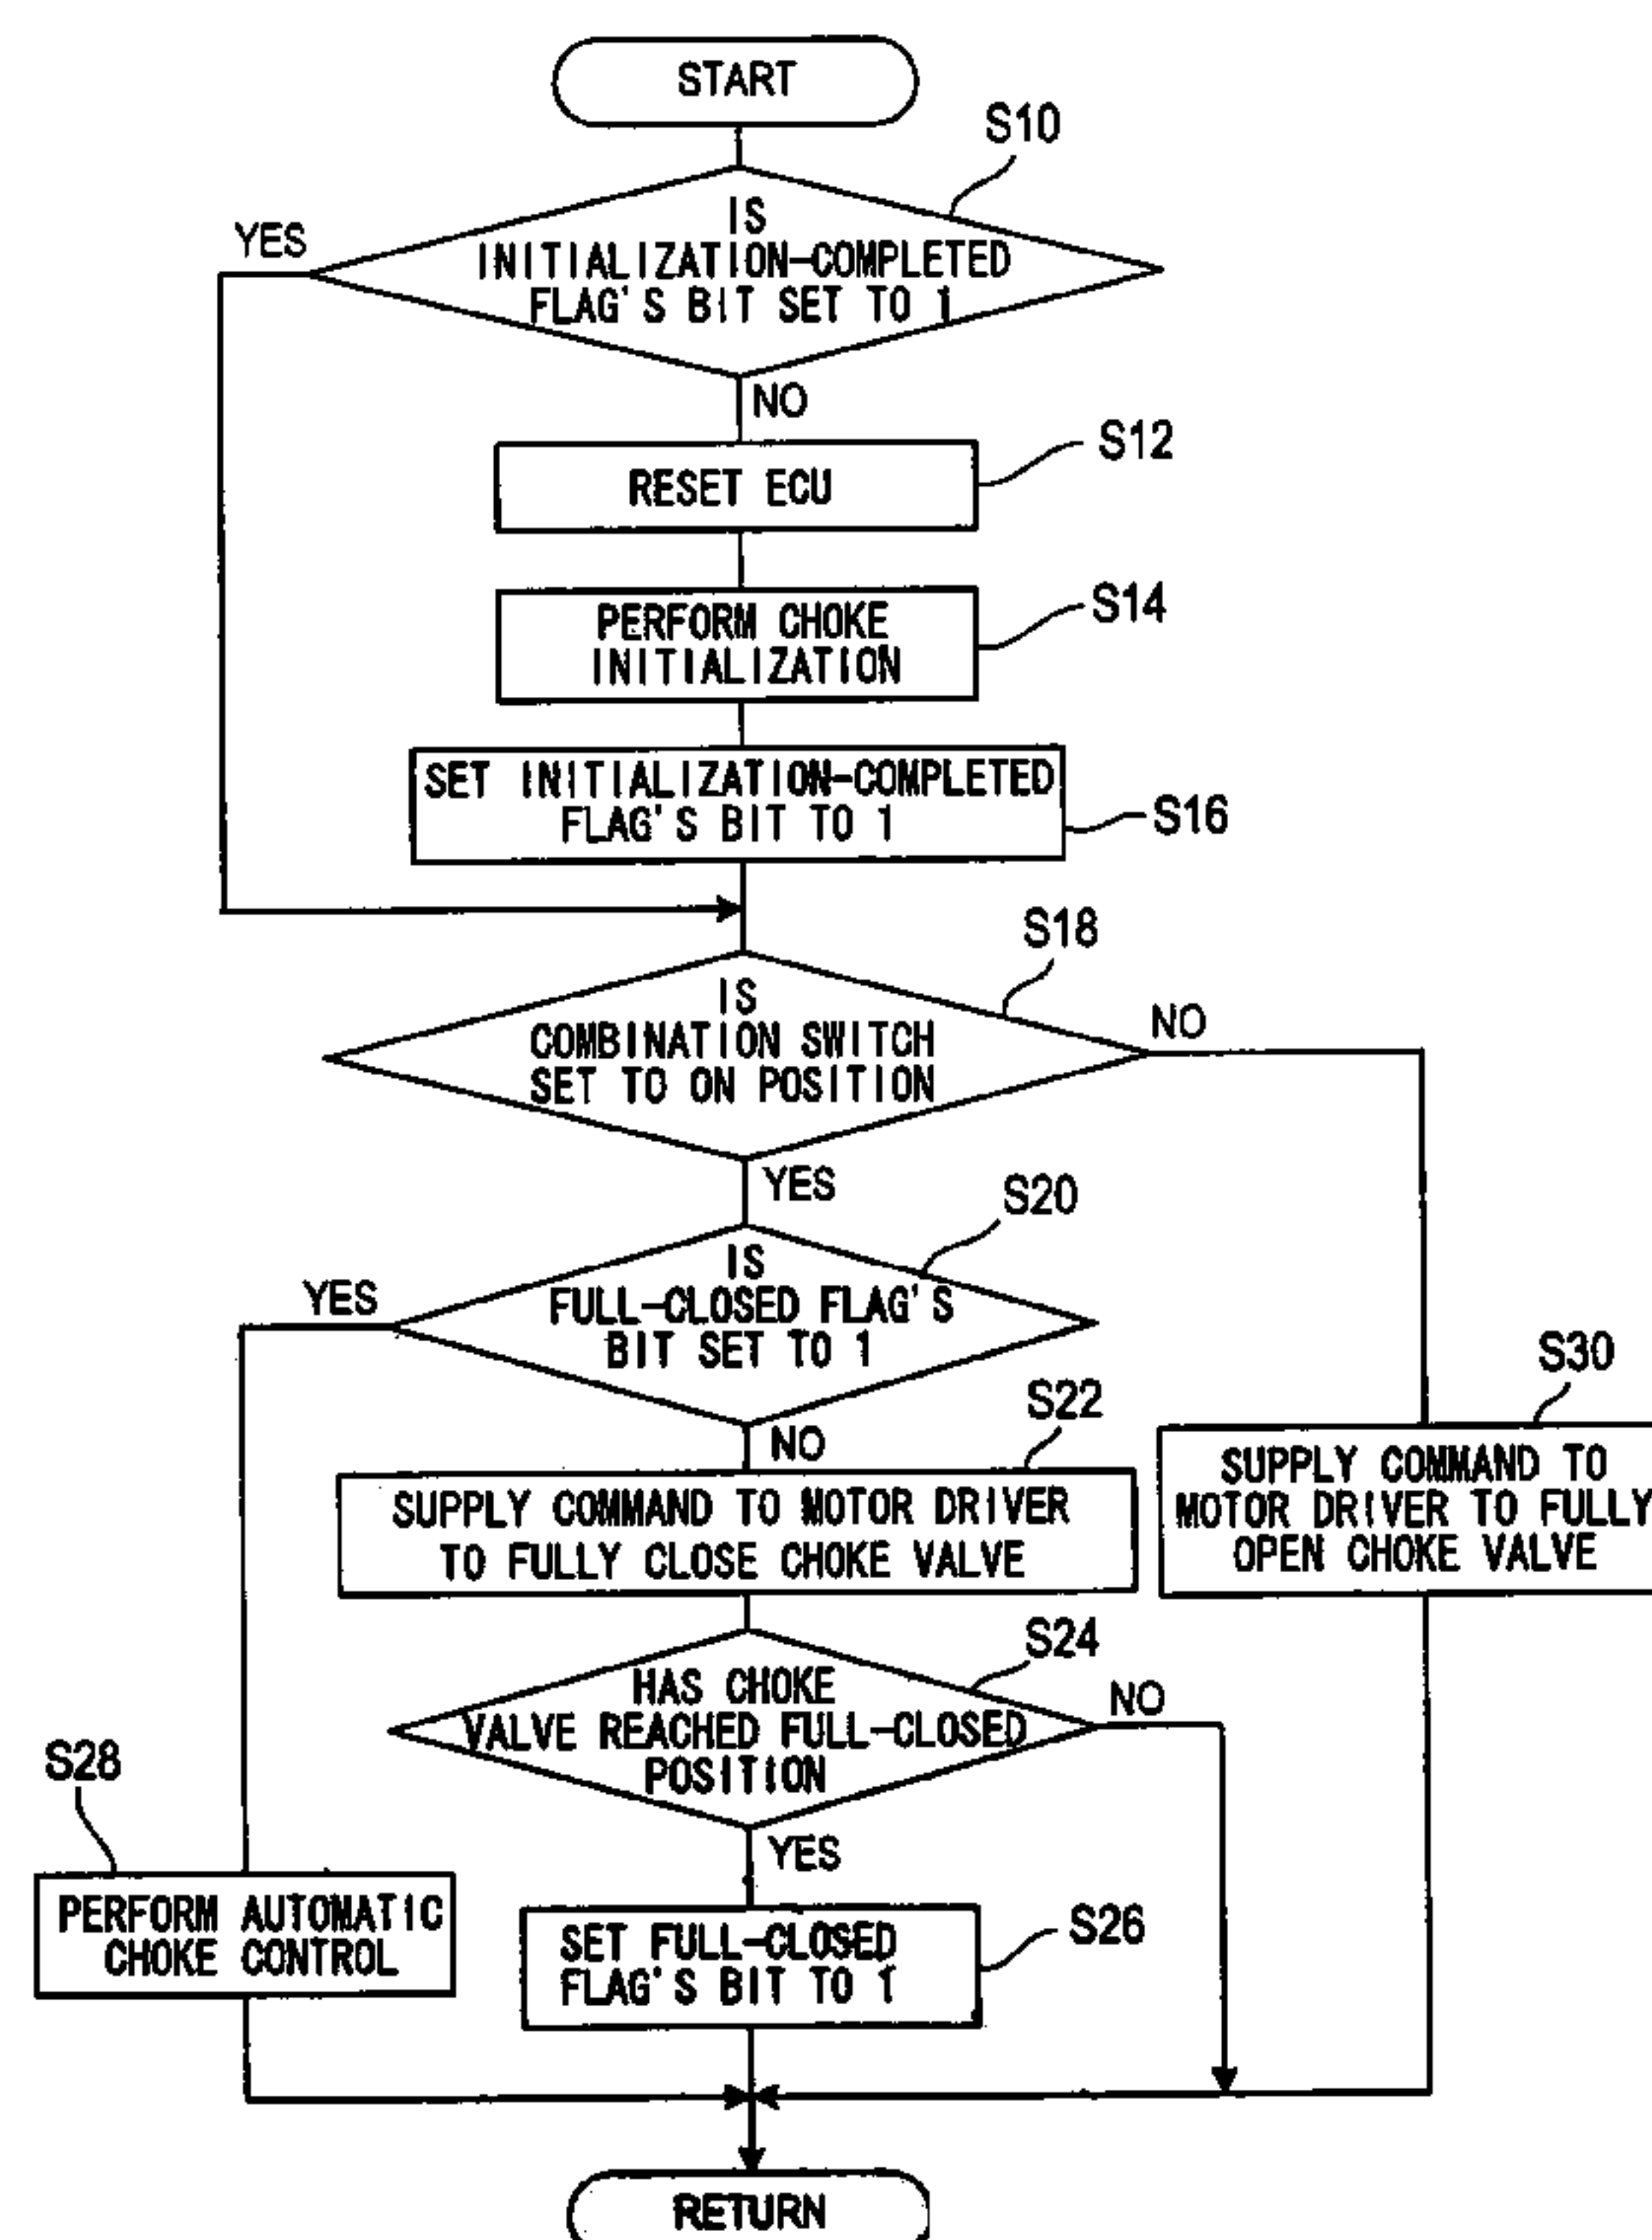 START
S10
YES
IS
INITIALIZATION-COMPLETED
FLAG'S BIT SET TO 1
NO
S12
RESET ECU
S14
PERFORM CHOKE
INITIALIZATION
SET INITIALIZATION-COMPLETED
FLAG'S BIT TO 1
S16
S18
IS
COMBINATION SWITCH
SET TO ON POSITION
NO
YES
S20
YES
IS
FULL-CLOSED FLAG'S
BIT SET TO 1
S30
NO
S22
SUPPLY COMMAND TO MOTOR DRIVER
TO FULLY CLOSE CHOKE VALVE
SUPPLY COMMAND TO
MOTOR DRIVER TO FULLY
OPEN CHOKE VALVE
S24
HAS CHOKE
VALVE REACHED FULL-CLOSED
POSITION
NO
S28
YES
PERFORM AUTOMATIC
CHOKE CONTROL
S26
SET FULL-CLOSED
FLAG'S BIT TO 1
RETURN